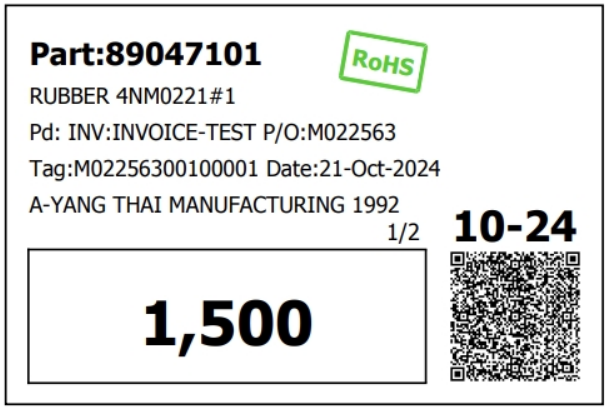 Part:89047101
RoHS
RUBBER 4NM0221#1
Pd: INV:INVOICE-TEST P/O:M022563
Tag:M02256300100001 Date:21-Oct-2024
A-YANG THAI MANUFACTURING 1992
1/2
10-24
1,500